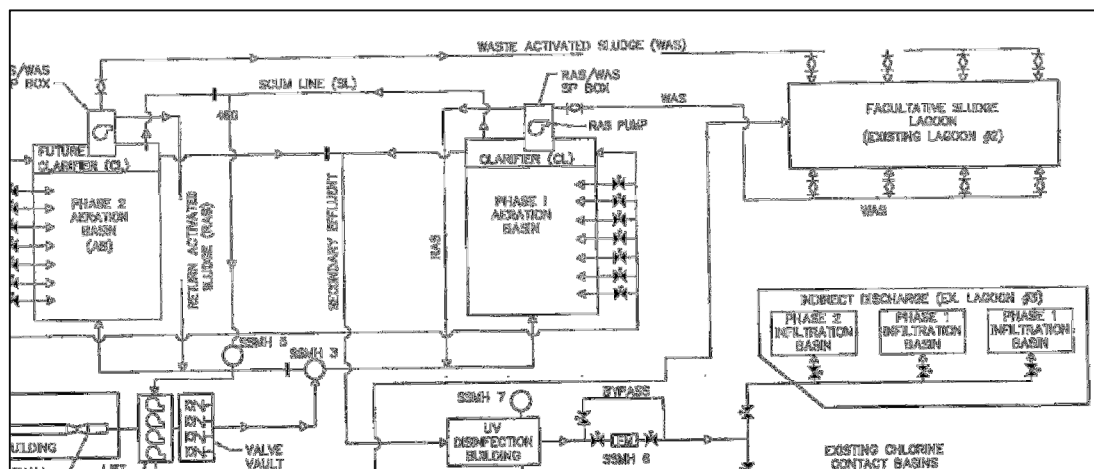 WASTE ACTIVATED SLUDGE (WAS)
S/WAS
P BOX
SCUM LINE (SL)
RAS/WAS
SP BOX
WAS
RAS PUMP
FACULTATIVE SLUDGE
LAGOON
(EXISTING LAGOON #2)
FUTURE
CLARIFIER (CL)
CLARIFIER (CL)
PHASE 2
AERATION
BASIN
(AB)
PHASE 1
AERATION
BASIN
WAS
RETURN ACTIVATED
SLUDGE (RAS)
SECONDARY EFFLUENT
RAS
INDIRECT DISCHARGE (EX. LAGOON #3)
PHASE 2
INFILTRATION
BASIN
PHASE 1
INFILTRATION
BASIN
PHASE 1
INFILTRATION
BASIN
SSMH 5
SSMH 3
SSMH 7
BYPASS
UV
DISINFECTION
BUILDING
FM
SSMH 6
UILDING
VALVE
VAULT
EXISTING CHLORINE
CONTACT BASINS